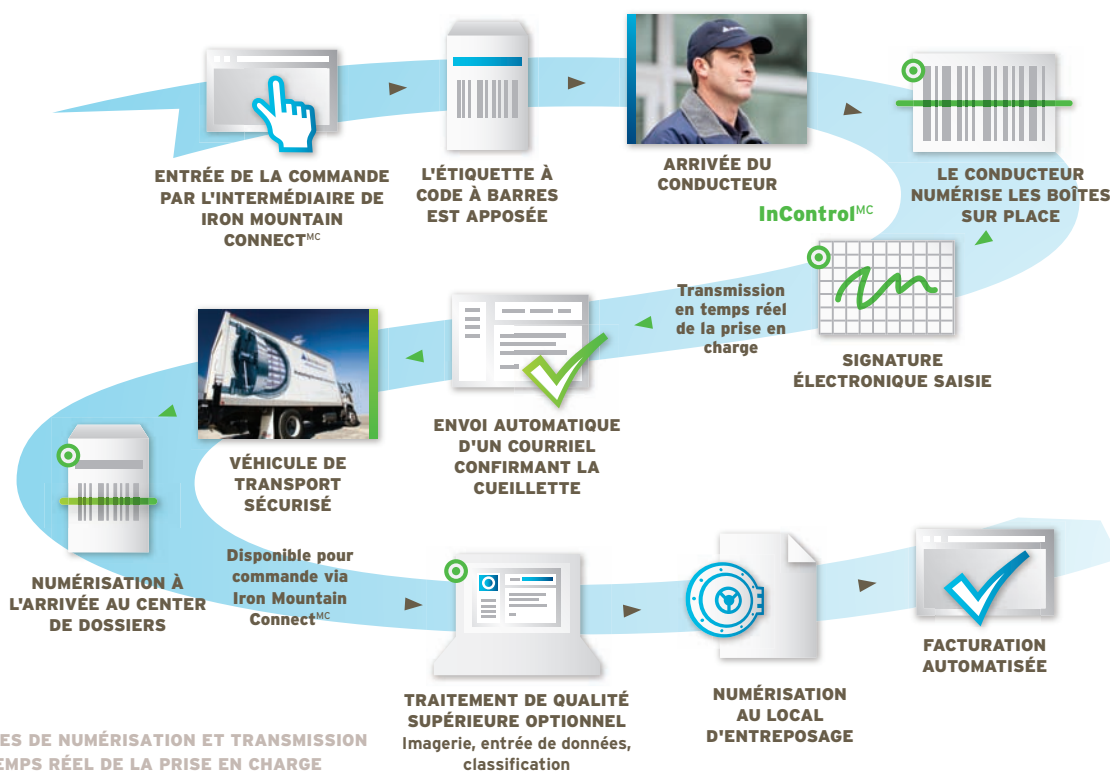 ENTRÉE DE LA COMMANDE
PAR L'INTERMÉDIAIRE DE
IRON MOUNTAIN
CONNECTᴹᶜ
L'ÉTIQUETTE À
CODE À BARRES
EST APPOSÉE
ARRIVÉE DU
CONDUCTEUR
LE CONDUCTEUR
NUMÉRISE LES BOÎTES
SUR PLACE
InControlᴹᶜ
SIGNATURE
ÉLECTRONIQUE SAISIE
Transmission
en temps réel
de la prise en
charge
ENVOI AUTOMATIQUE
D'UN COURRIEL
CONFIRMANT LA
CUEILLETTE
VÉHICULE DE
TRANSPORT
SÉCURISÉ
NUMÉRISATION À
L'ARRIVÉE AU CENTER
DE DOSSIERS
Disponible pour
commande via
Iron Mountain
Connectᴹᶜ
TRAITEMENT DE QUALITÉ
SUPÉRIEURE OPTIONNEL
Imagerie, entrée de données,
classification
NUMÉRISATION
AU LOCAL
D'ENTREPOSAGE
FACTURATION
AUTOMATISÉE
ES DE NUMÉRISATION ET TRANSMISSION
EMPS RÉEL DE LA PRISE EN CHARGE